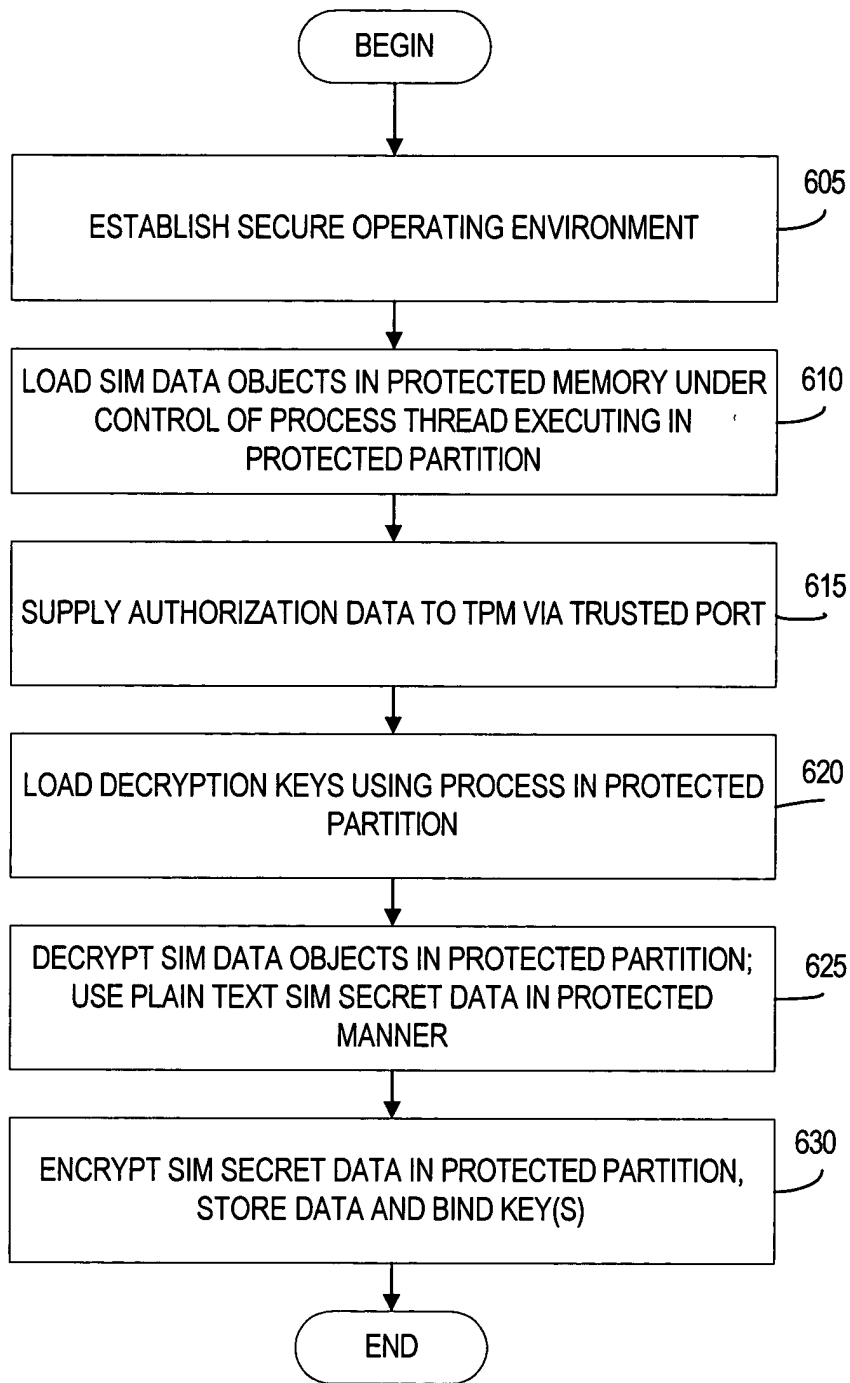 BEGIN
605
ESTABLISH SECURE OPERATING ENVIRONMENT
610
LOAD SIM DATA OBJECTS IN PROTECTED MEMORY UNDER
CONTROL OF PROCESS THREAD EXECUTING IN
PROTECTED PARTITION
615
SUPPLY AUTHORIZATION DATA TO TPM VIA TRUSTED PORT
620
LOAD DECRYPTION KEYS USING PROCESS IN PROTECTED
PARTITION
625
DECRYPT SIM DATA OBJECTS IN PROTECTED PARTITION;
USE PLAIN TEXT SIM SECRET DATA IN PROTECTED
MANNER
630
ENCRYPT SIM SECRET DATA IN PROTECTED PARTITION,
STORE DATA AND BIND KEY(S)
END